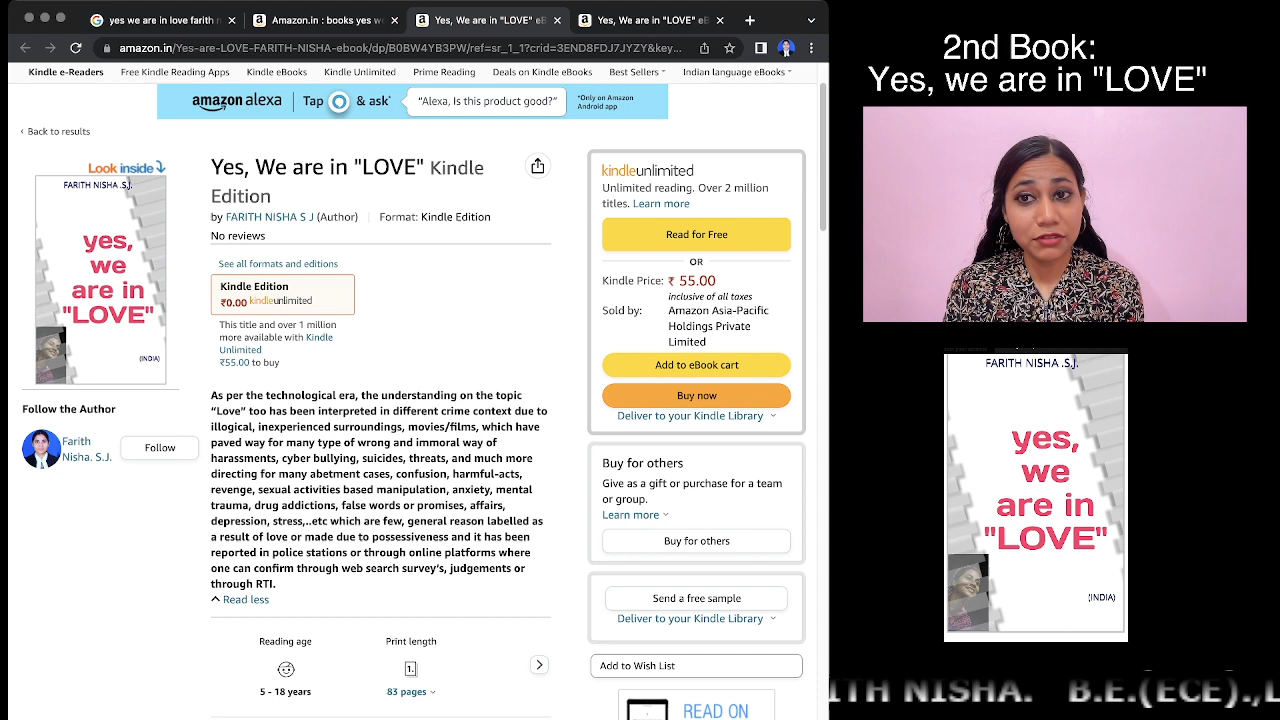 yes we are in love farith n
Amazon.in : books yes w
Yes, We are in "LOVE" eB
Yes, We are in "LOVE" eB
amazon.in/Yes-are-LOVE-FARITH-NISHA-ebook/dp/B0BW4YB3PW/ref=sr_1_1?crid=3END8FDJ7JYZY&key...
Kindle e-Readers Free Kindle Reading Apps Kindle eBooks Kindle Unlimited Prime Reading Deals on Kindle eBooks Best Sellers Indian language eBooks
amazon alexa Tap & ask* "Alexa, Is this product good?" *Only on Amazon
Android app
‹ Back to results
Look inside
FARITH NISHA .S.J.
yes,
we
are in
"LOVE"
(INDIA)
Follow the Author
Farith
Nisha. S.J.
Follow
Yes, We are in "LOVE" Kindle
Edition
by FARITH NISHA S J (Author) Format: Kindle Edition
No reviews
See all formats and editions
Kindle Edition
₹0.00 kindleunlimited
This title and over 1 million
more available with Kindle
Unlimited
₹55.00 to buy
As per the technological era, the understanding on the topic
“Love” too has been interpreted in different crime context due to
illogical, inexperienced surroundings, movies/films, which have
paved way for many type of wrong and immoral way of
harassments, cyber bullying, suicides, threats, and much more
directing for many abetment cases, confusion, harmful-acts,
revenge, sexual activities based manipulation, anxiety, mental
trauma, drug addictions, false words or promises, affairs,
depression, stress,..etc which are few, general reason labelled as
a result of love or made due to possessiveness and it has been
reported in police stations or through online platforms where
one can confirm through web search survey’s, judgements or
through RTI.
Read less
Reading age
5 - 18 years
Print length
1.
83 pages
kindleunlimited
Unlimited reading. Over 2 million
titles. Learn more
Read for Free
OR
Kindle Price: ₹ 55.00
inclusive of all taxes
Sold by: Amazon Asia-Pacific
Holdings Private
Limited
Add to eBook cart
Buy now
Deliver to your Kindle Library
Buy for others
Give as a gift or purchase for a team
or group.
Learn more
Buy for others
Send a free sample
Deliver to your Kindle Library
Add to Wish List
READ ON
2nd Book:
Yes, we are in "LOVE"
FARITH NISHA .S.J.
yes,
we
are in
"LOVE"
(INDIA)
ITH NISHA. B.E.(ECE).,L